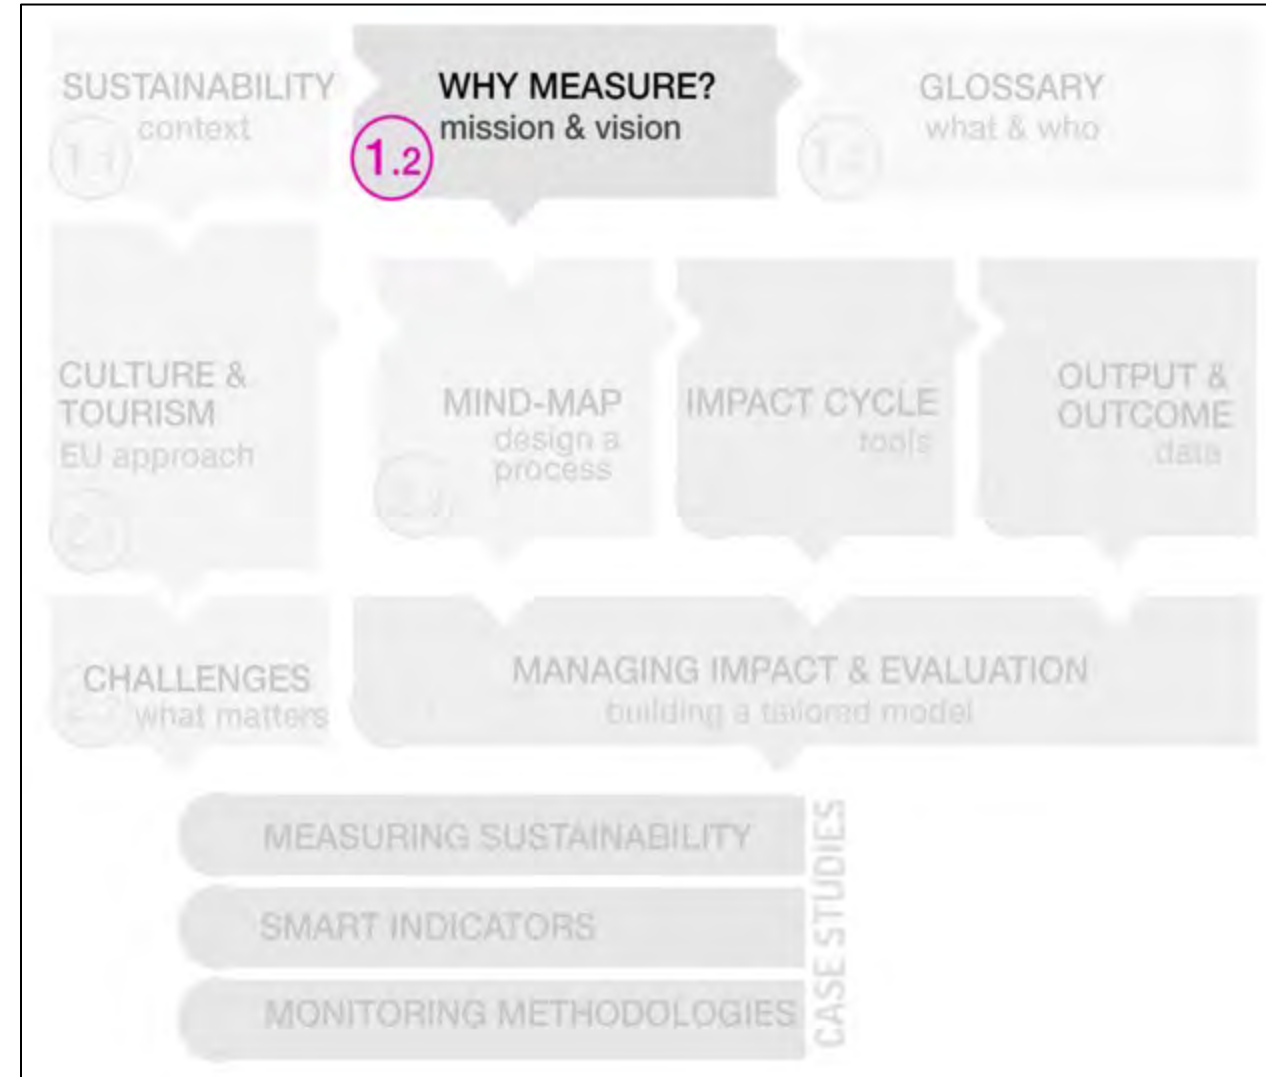 SUSTAINABILITY
context
1.1
WHY MEASURE?
mission & vision
1.2
GLOSSARY
what & who
CULTURE &
TOURISM
EU approach
MIND-MAP
design a
process
IMPACT CYCLE
tools
OUTPUT &
OUTCOME
data
CHALLENGES
what matters
MANAGING IMPACT & EVALUATION
building a tailored model
MEASURING SUSTAINABILITY
SMART INDICATORS
MONITORING METHODOLOGIES
CASE STUDIES